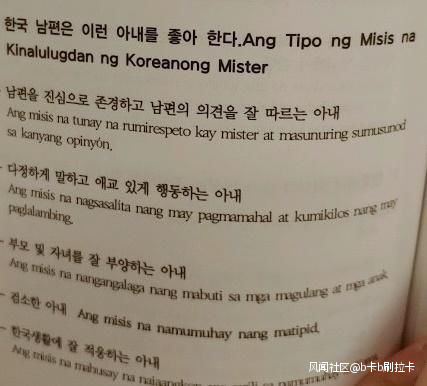 한국 남편은 이런 아내를 좋아 한다.Ang Tipo ng Misis na
Kinalulugdan ng Koreanong Mister
남편을 진심으로 존경하고 남편의 의견을 잘 따르는 아내
Ang misis na tunay na rumirespeto kay mister at masunuring sumusunod
sa kanyang opinyón.
- 다정하게 말하고 애교 있게 행동하는 아내
Ang misis na nagsasalita nang may pagmamahal at kumikilos nang may
paglalambing.
- 부모 및 자녀를 잘 부양하는 아내
Ang misis na nangangalaga nang mabuti sa mga magulang at mga anak
- 검소한 아내 Ang misis na namumuhay nang matipid.
- 한국생활에 잘 적응하는 아내
Ang misis na mahusay na
风闻社区@b卡b刷拉卡